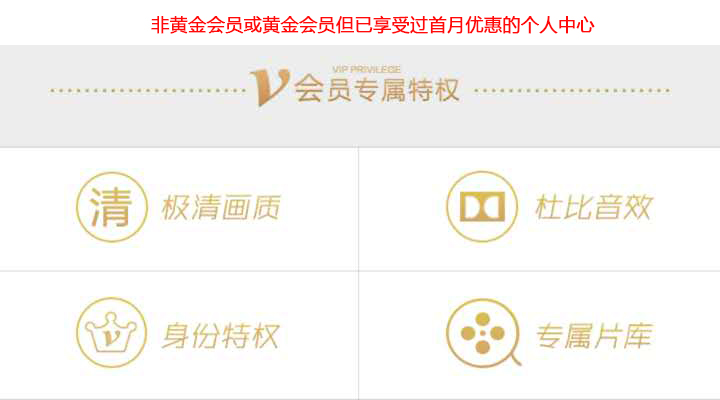 非黄金会员或黄金会员但已享受过首月优惠的个人中心
VIP PRIVILEGE
V会员专属特权
清 极清画质
杜比音效
V 身份特权
专属片库